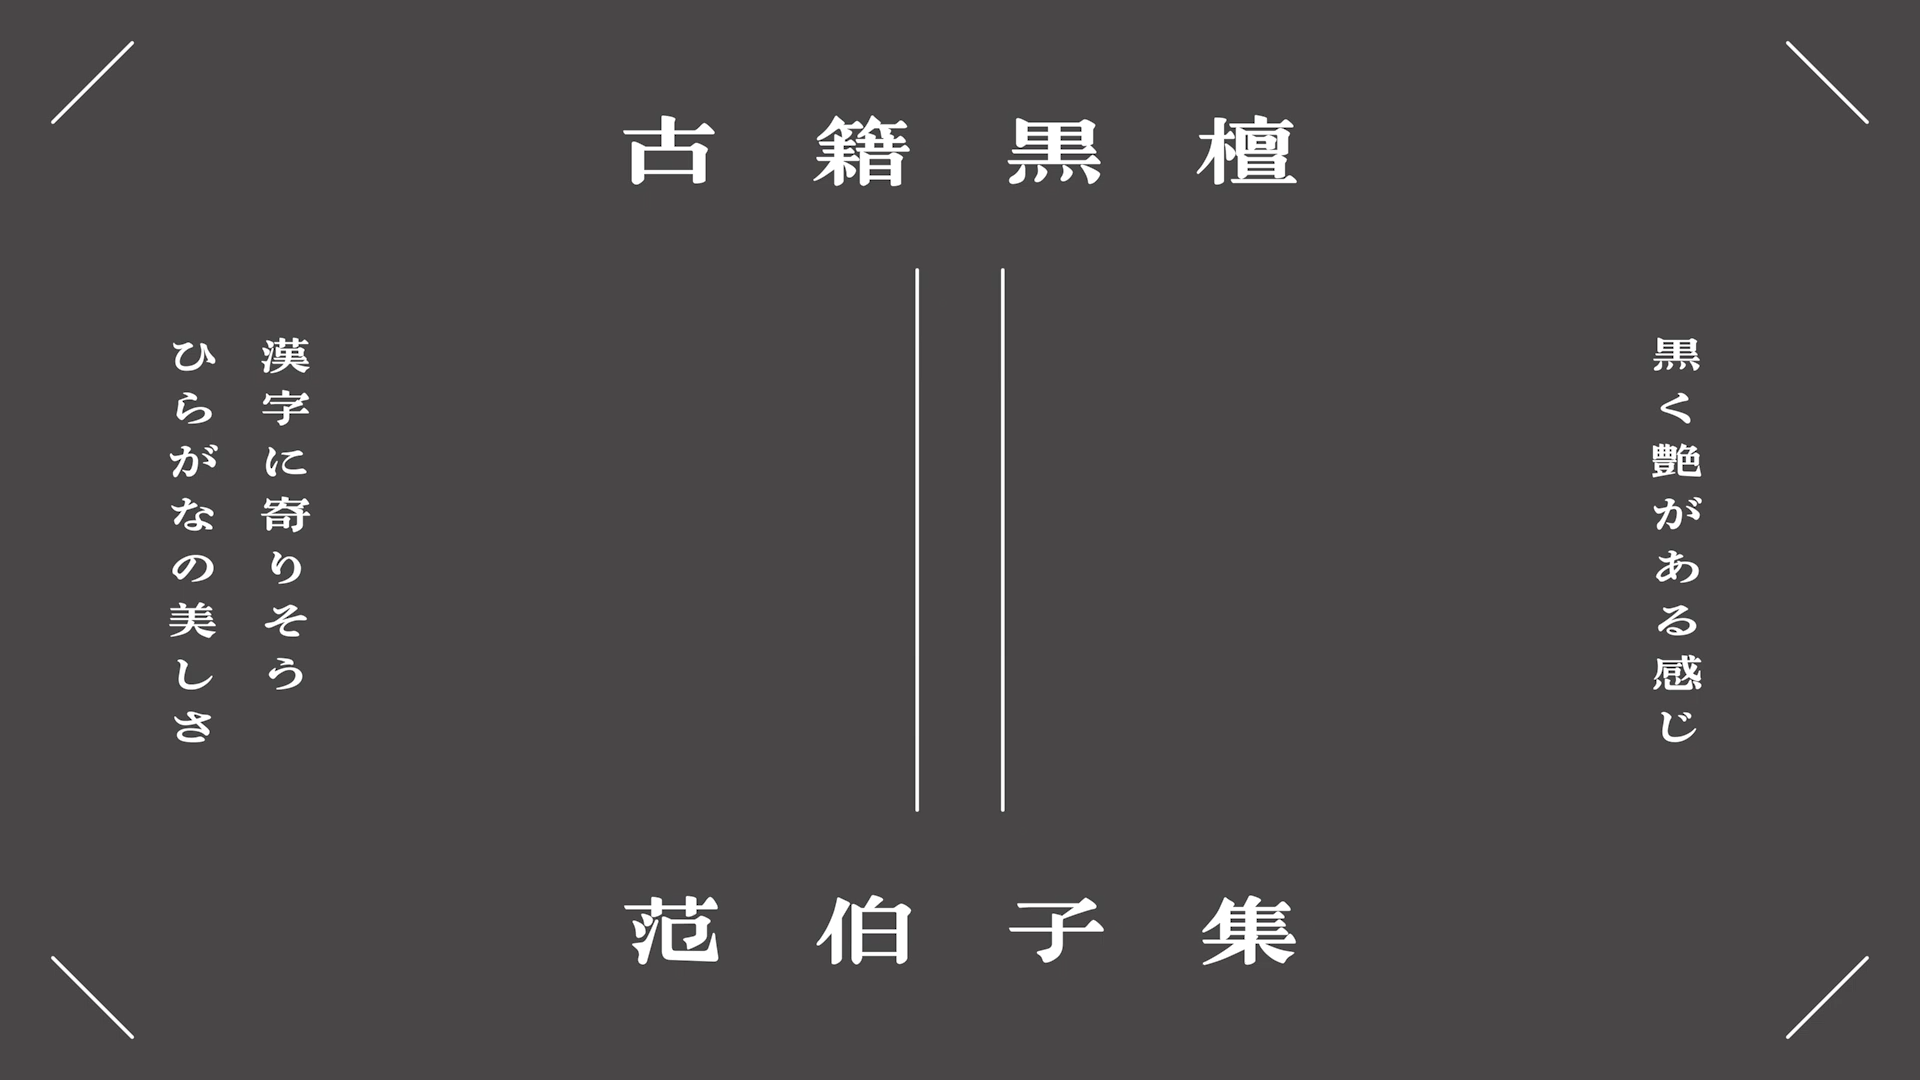 古籍黒檀
黒く艶がある感じ
漢字に寄りそう
ひらがなの美しさ
范伯子集